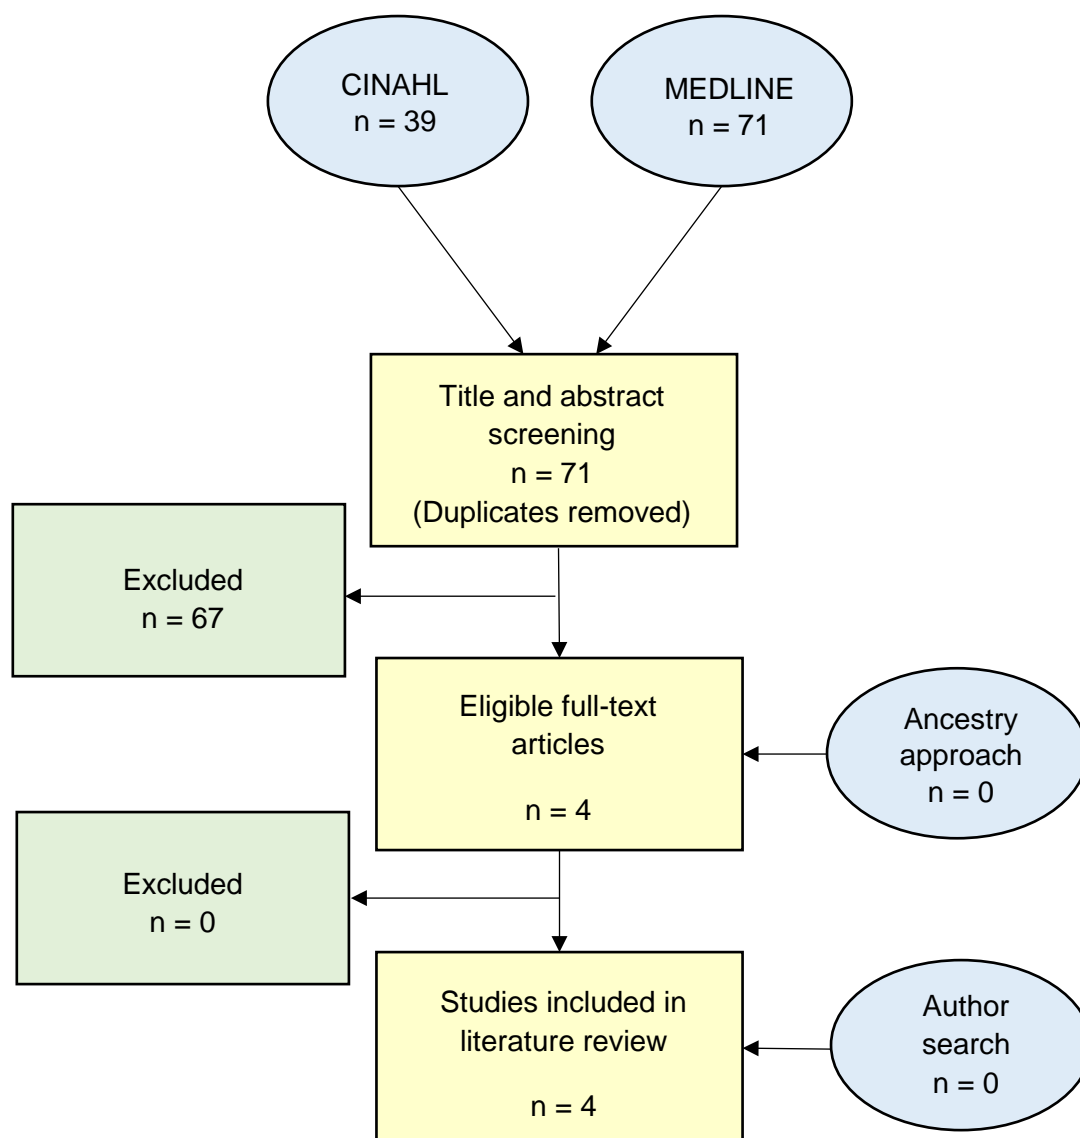 CINAHL
n = 39
MEDLINE
n = 71
Title and abstract
screening
n = 71
(Duplicates removed)
Excluded
n = 67
Eligible full-text
articles
n = 4
Ancestry
approach
n = 0
Excluded
n = 0
Studies included in
literature review
n = 4
Author
search
n = 0